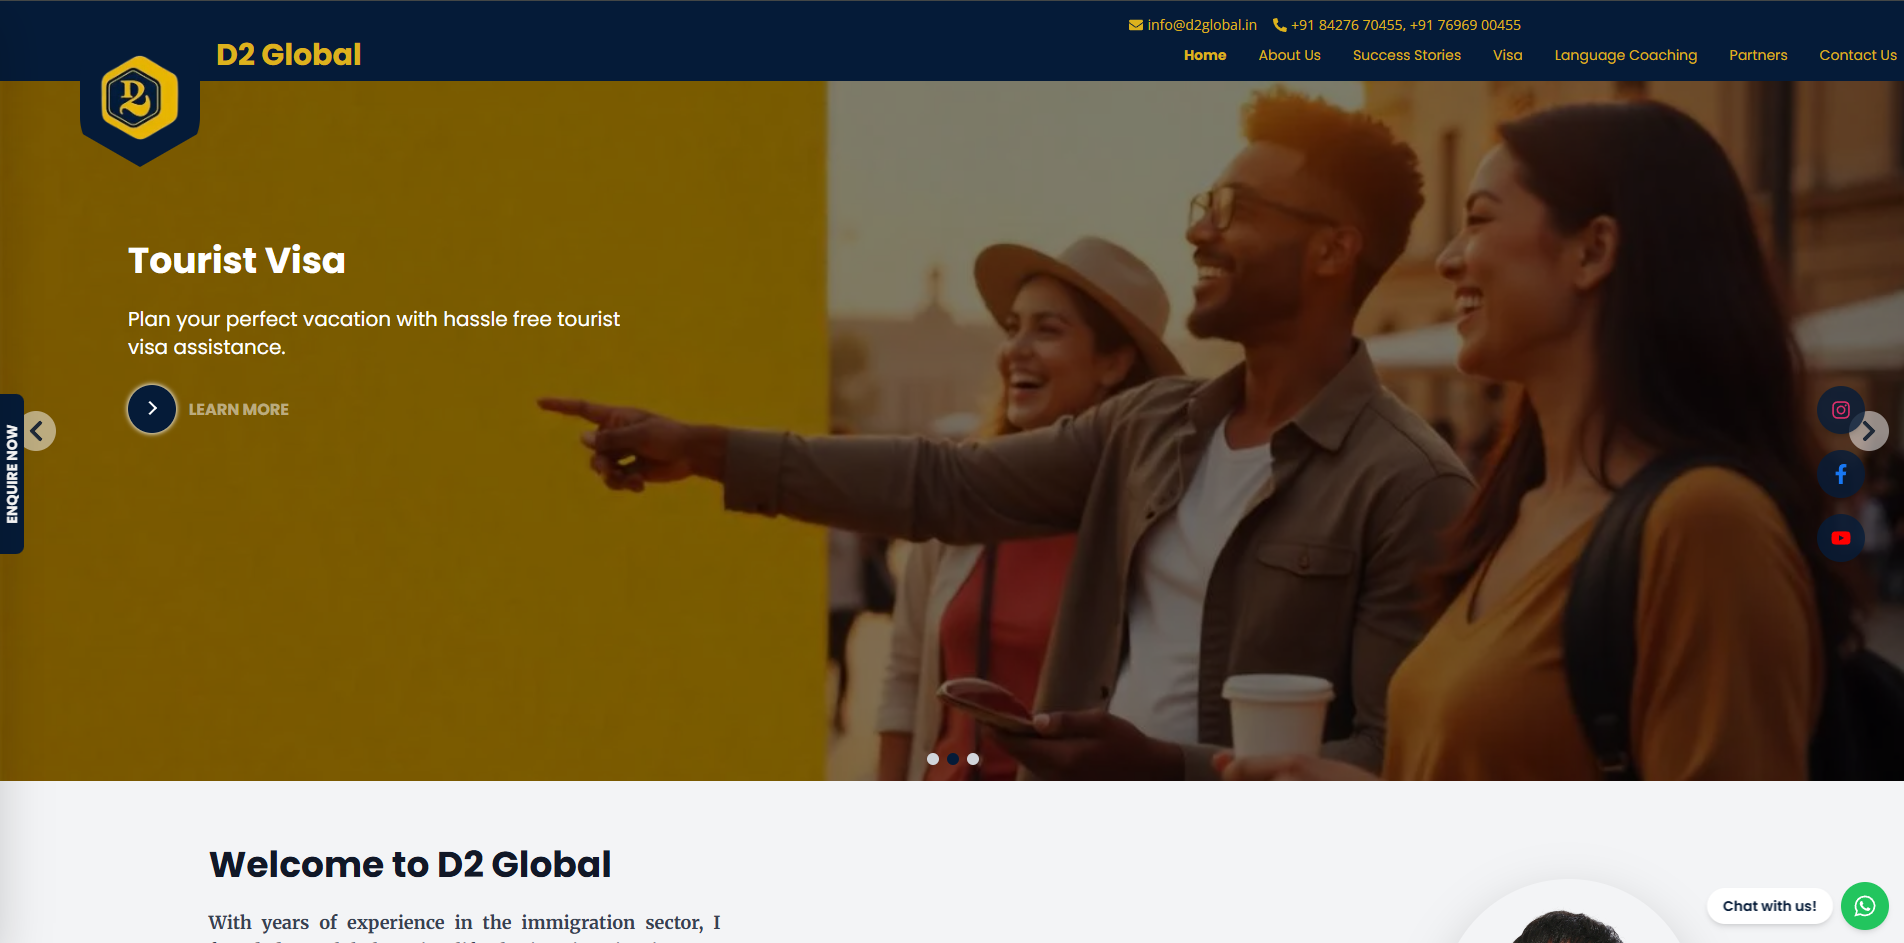 info@d2global.in
+91 84276 70455, +91 76969 00455
D2 Global
Home
About Us
Success Stories
Visa
Language Coaching
Partners
Contact Us
D2
Tourist Visa
Plan your perfect vacation with hassle free tourist
visa assistance.
LEARN MORE
ENQUIRE NOW
Welcome to D2 Global
With years of experience in the immigration sector, I
Chat with us!